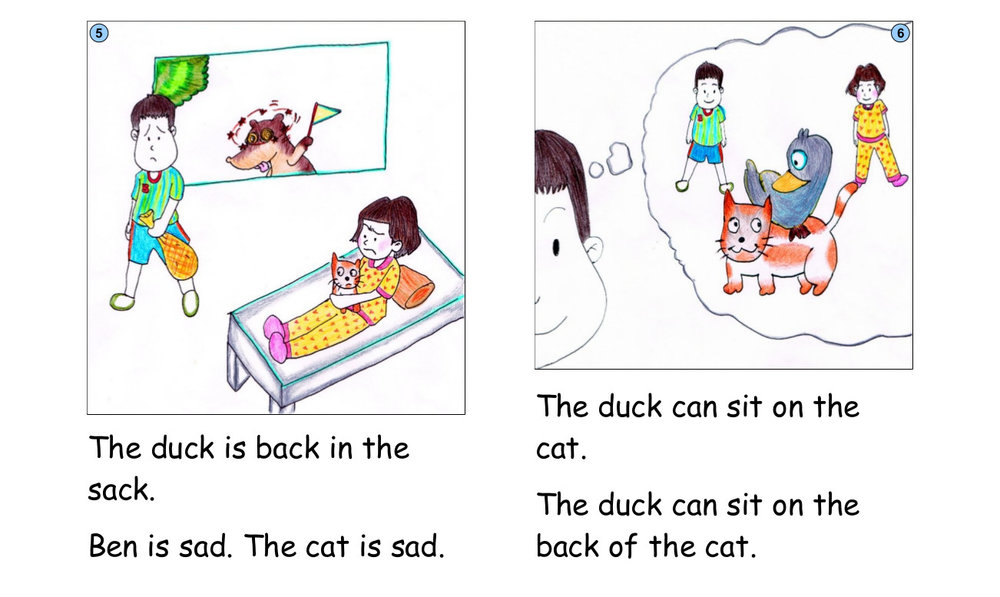 5
The duck is back in the
sack.
Ben is sad. The cat is sad.
6
The duck can sit on the
cat.
The duck can sit on the
back of the cat.